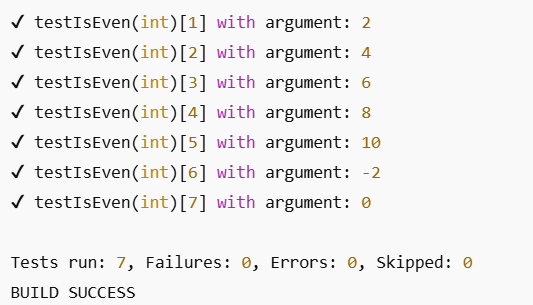 ✓ testIsEven(int)[1] with argument: 2
✓ testIsEven(int)[2] with argument: 4
✓ testIsEven(int)[3] with argument: 6
✓ testIsEven(int)[4] with argument: 8
✓ testIsEven(int)[5] with argument: 10
✓ testIsEven(int)[6] with argument: -2
✓ testIsEven(int)[7] with argument: 0
Tests run: 7, Failures: 0, Errors: 0, Skipped: 0
BUILD SUCCESS